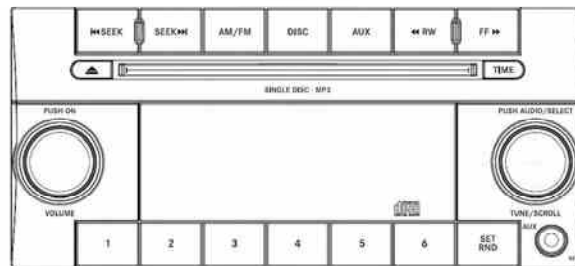 ⏮SEEK SEEK⏭ AM/FM DISC AUX ◀◀ RW FF ▶▶
TIME
SINGLE DISC - MP3
PUSH-ON PUSH AUDIO/SELECT
VOLUME TUNE/SCROLL
1 2 3 4 5 6 SET
RND
AUX